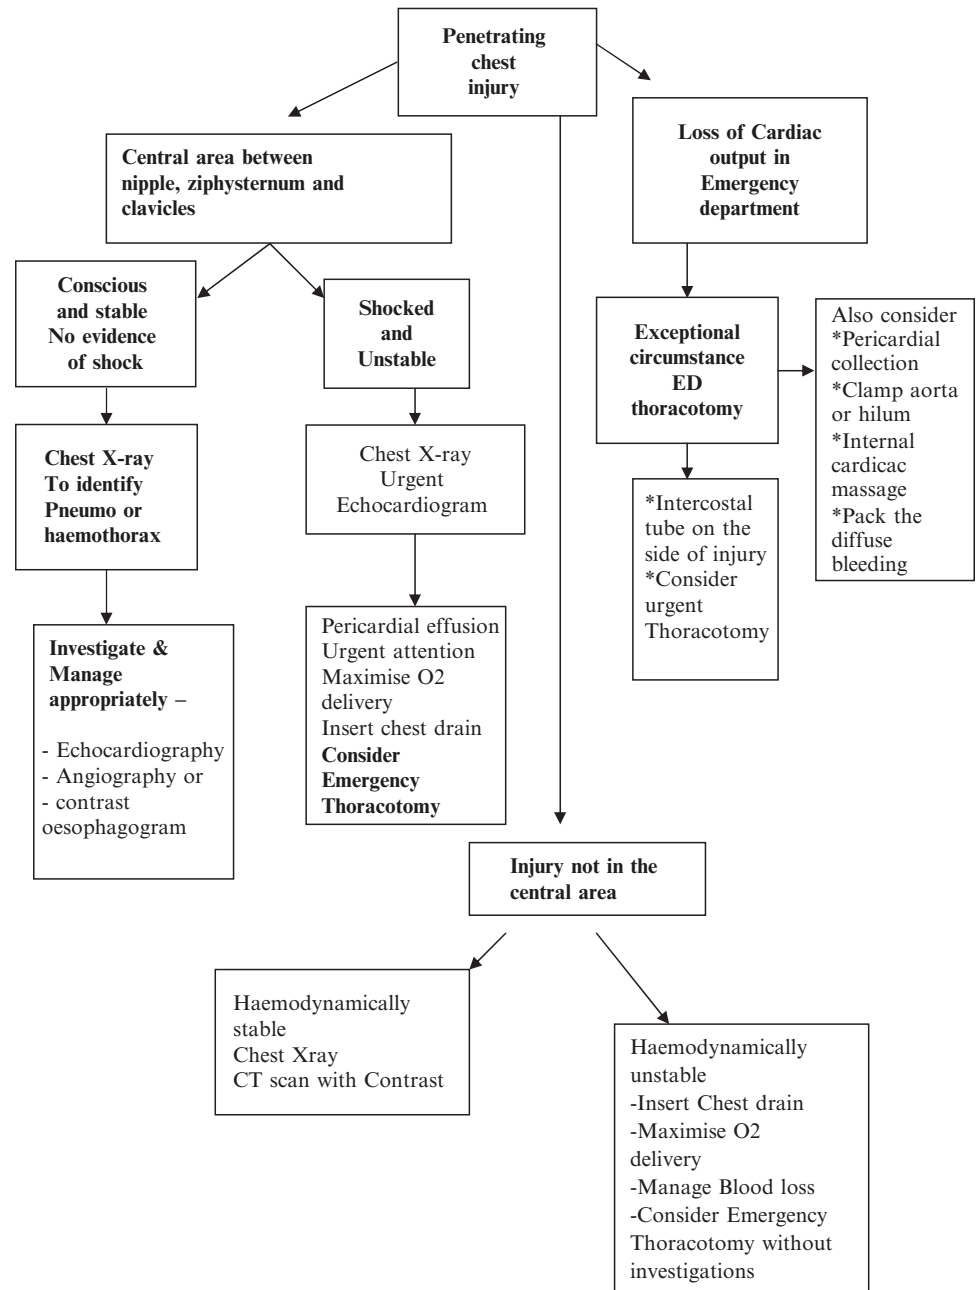 Penetrating
chest
injury
Central area between
nipple, ziphysternum and
clavicles
Loss of Cardiac
output in
Emergency
department
Conscious
and stable
No evidence
of shock
Shocked
and
Unstable
Exceptional
circumstance
ED
thoracotomy
Also consider
*Pericardial
collection
*Clamp aorta
or hilum
*Internal
cardicac
massage
*Pack the
diffuse
bleeding
Chest X-ray
To identify
Pneumo or
haemothorax
Chest X-ray
Urgent
Echocardiogram
*Intercostal
tube on the
side of injury
*Consider
urgent
Thoracotomy
Investigate &
Manage
appropriately –
- Echocardiography
- Angiography or
- contrast
oesophagogram
Pericardial effusion
Urgent attention
Maximise O2
delivery
Insert chest drain
Consider
Emergency
Thoracotomy
Injury not in the
central area
Haemodynamically
stable
Chest Xray
CT scan with Contrast
Haemodynamically
unstable
-Insert Chest drain
-Maximise O2
delivery
-Manage Blood loss
-Consider Emergency
Thoracotomy without
investigations